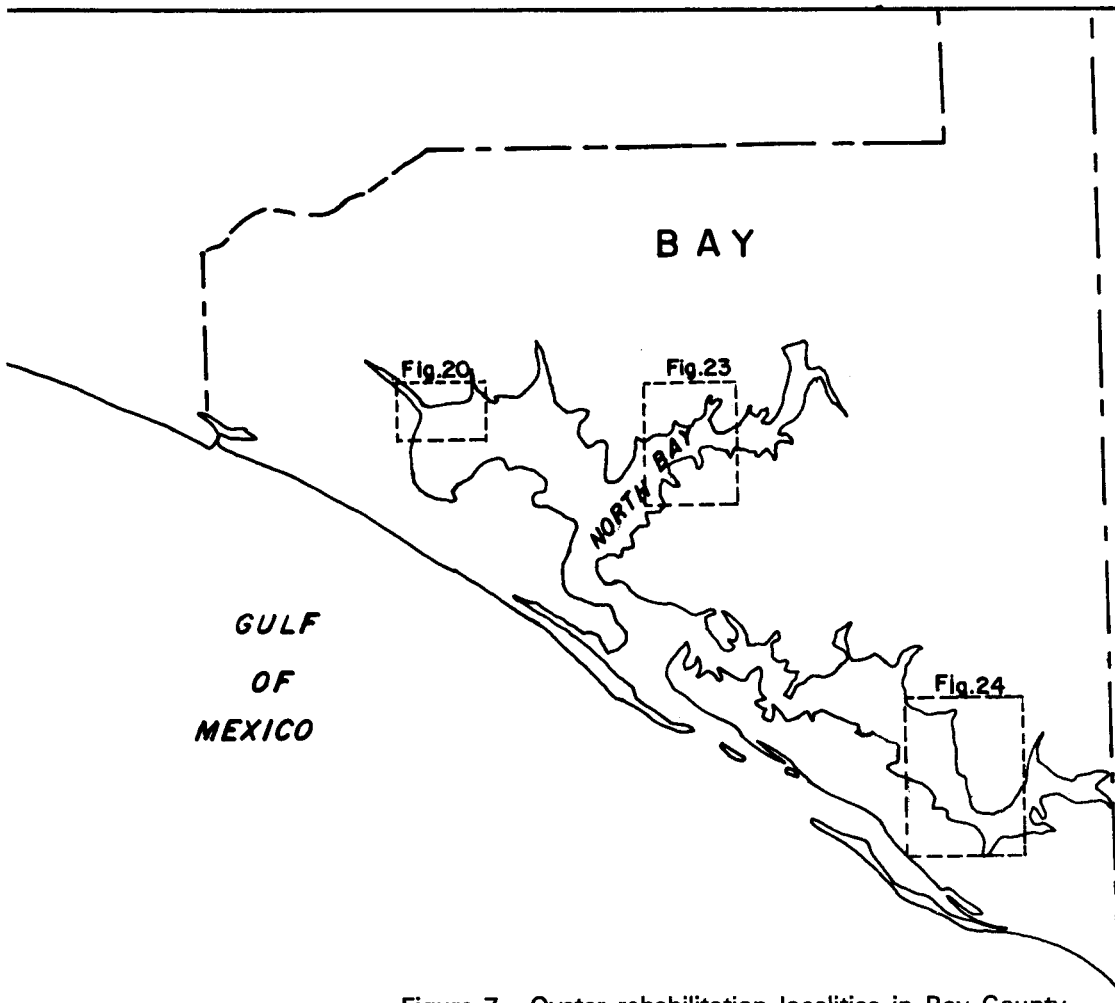 BAY
Fig.20
Fig.23
NORTH BAY
GULF
OF
MEXICO
Fig.24
Figure 7. Oyster rehabilitation localities in Bay County